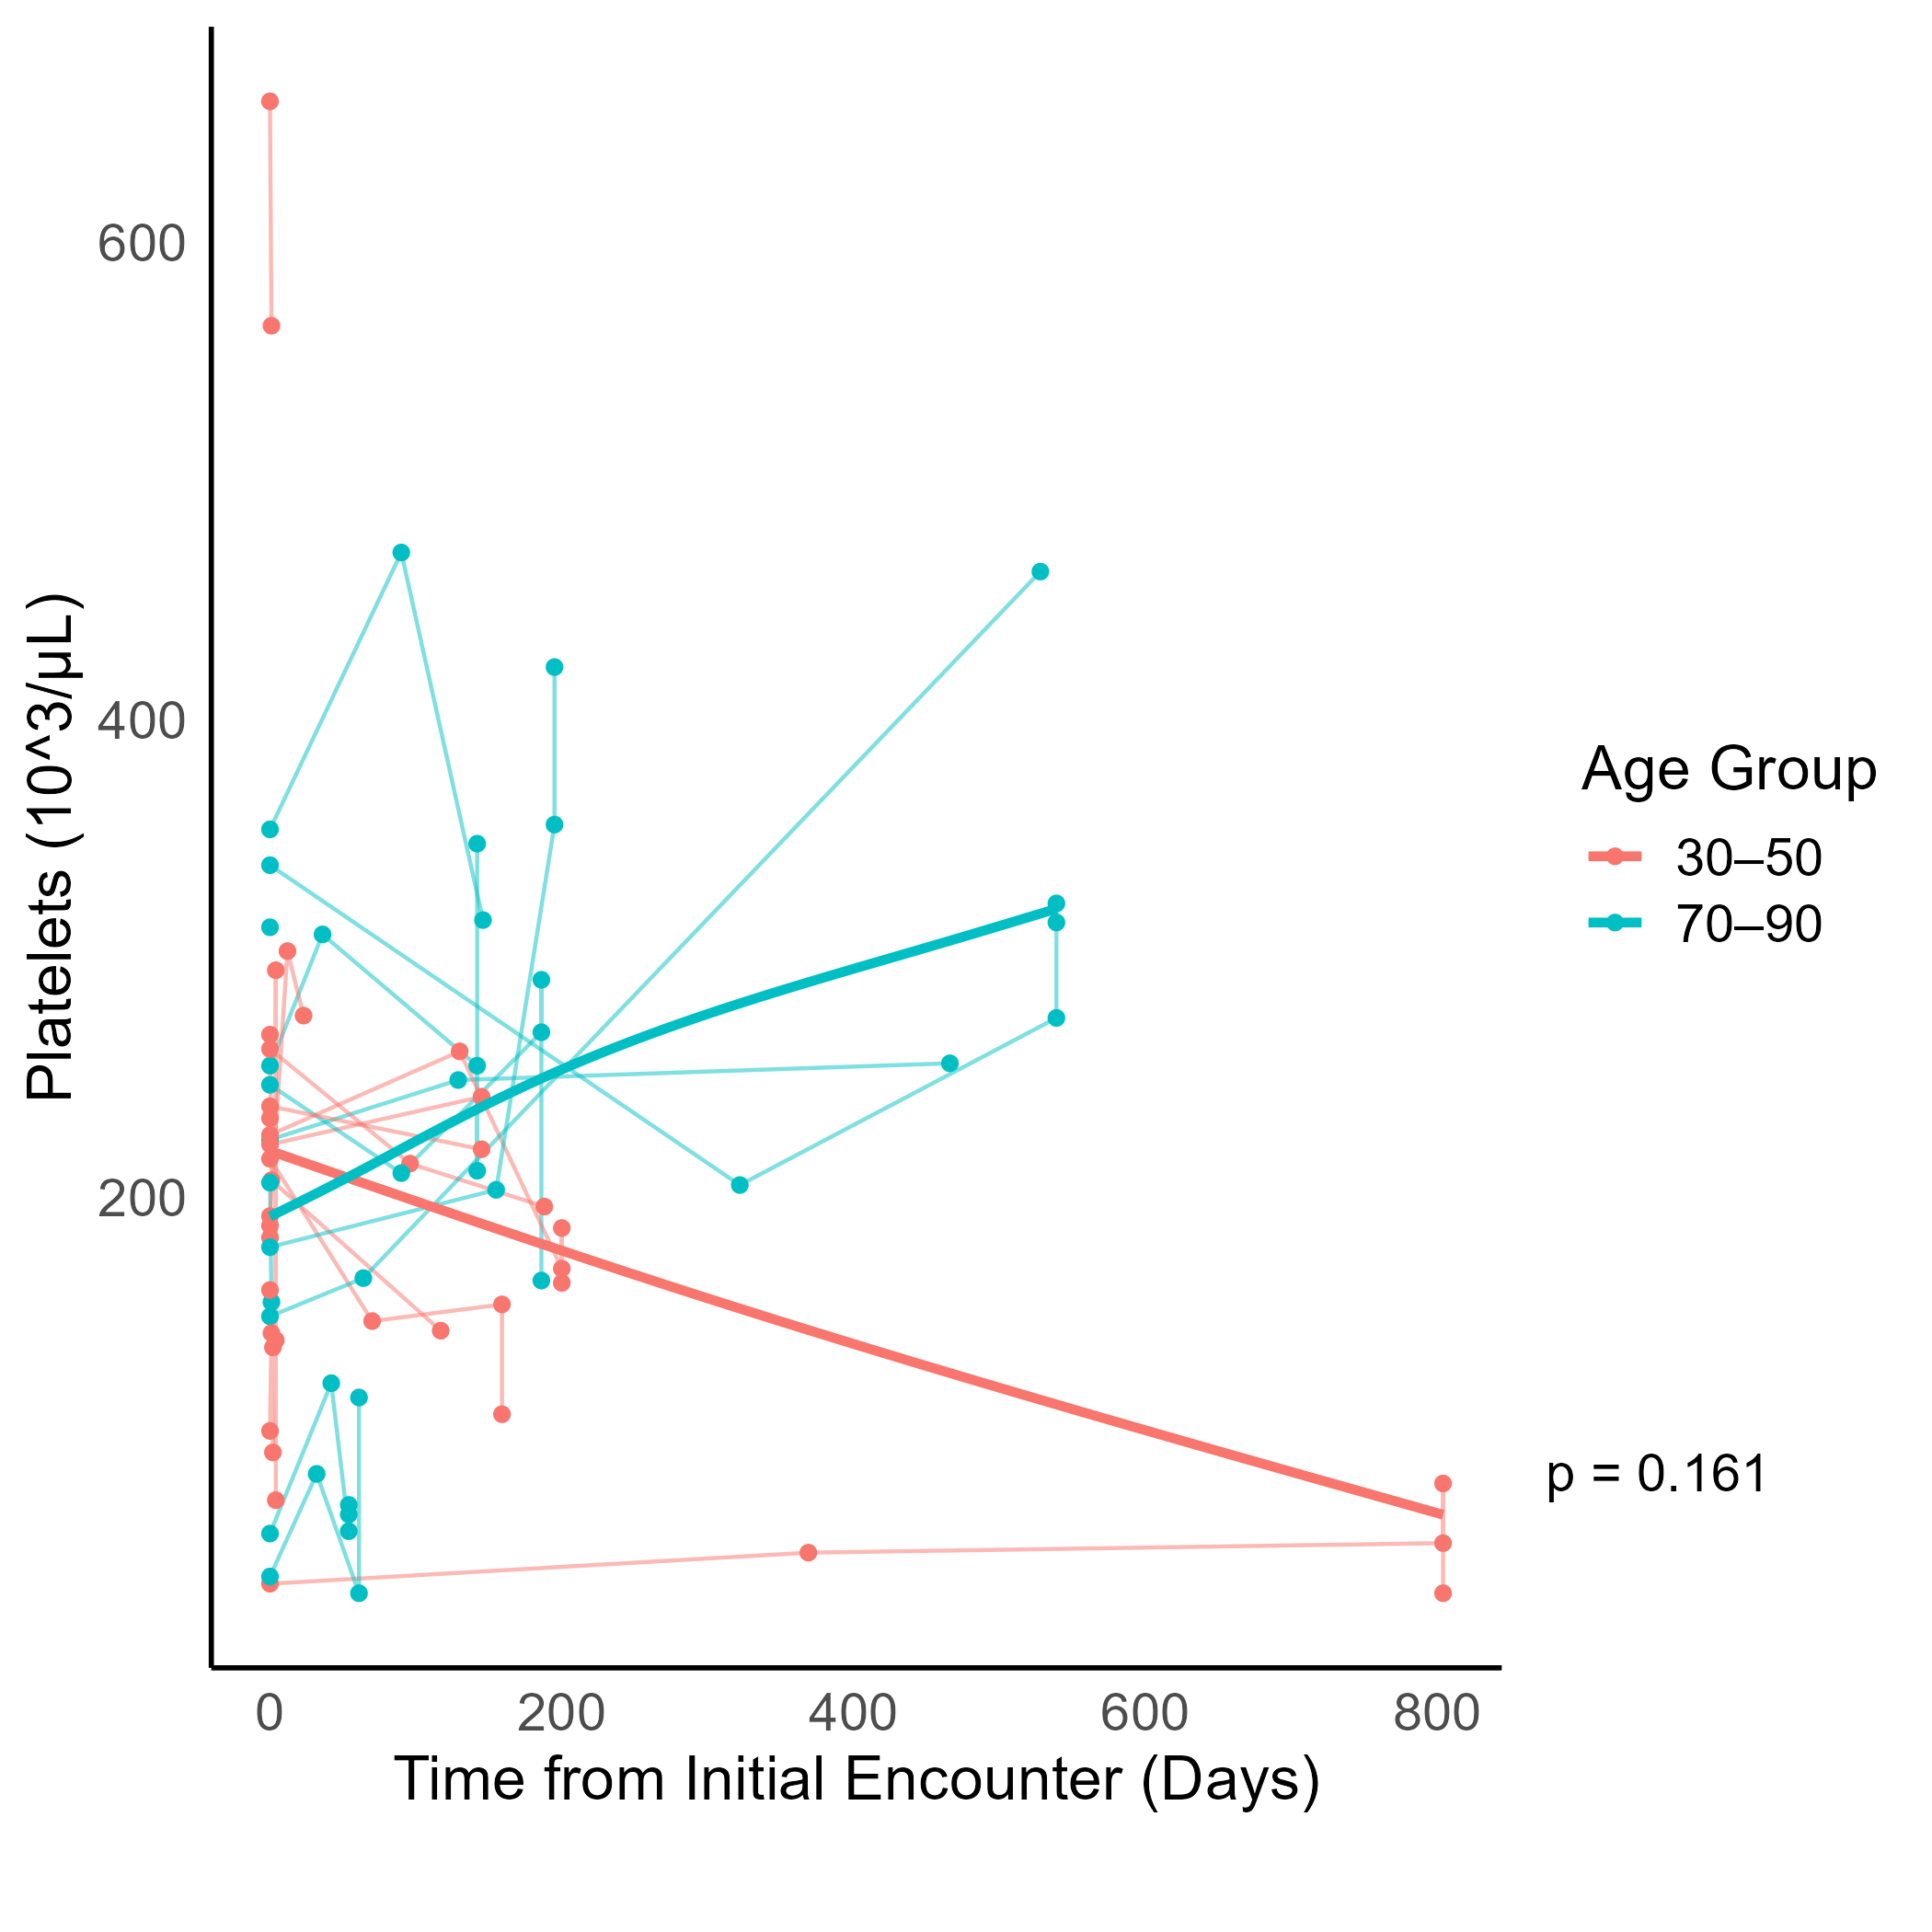 600
400
200
0
200
400
600
800
Platelets (10^3/µL)
Time from Initial Encounter (Days)
Age Group
30–50
70–90
p = 0.161